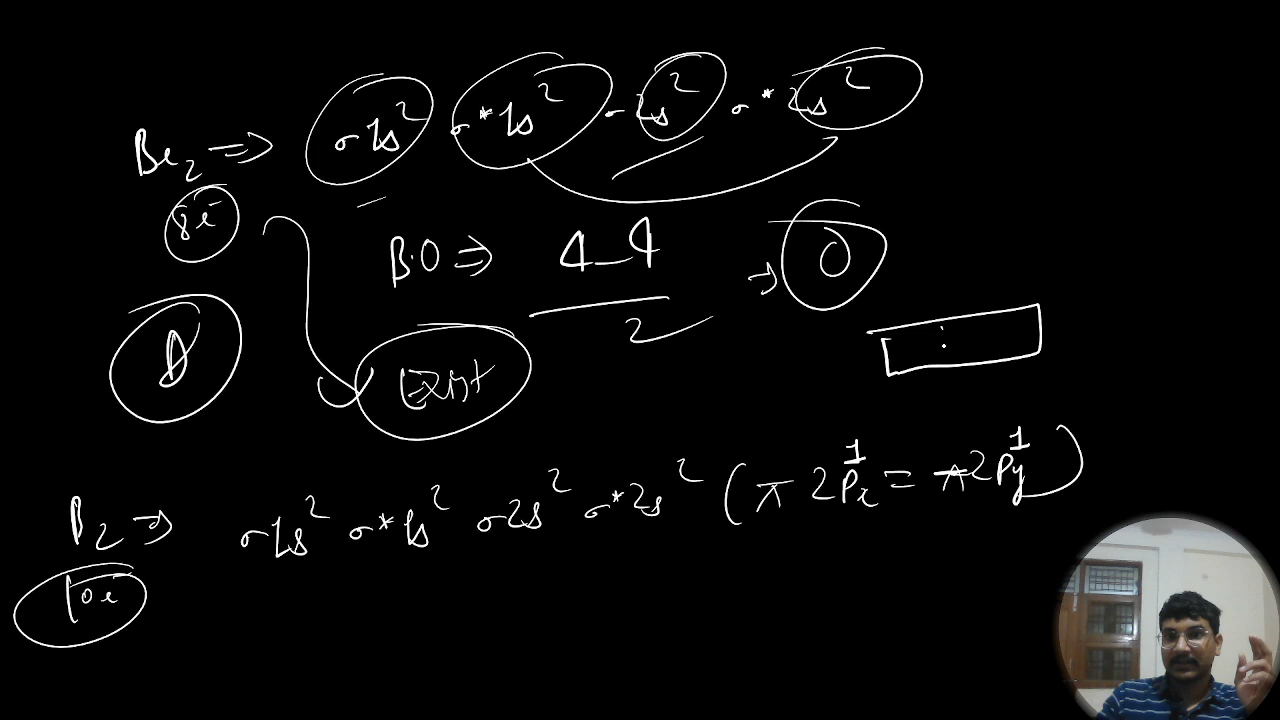 Be₂ ⇒ σ1s² σ*1s² σ2s² σ*2s²
8e⁻
B.O ⇒ 4-4/2 → 0
D
Exist
B₂ ⇒ σ1s² σ*1s² σ2s² σ*2s² (π2Px¹ = π2Py¹)
10e⁻